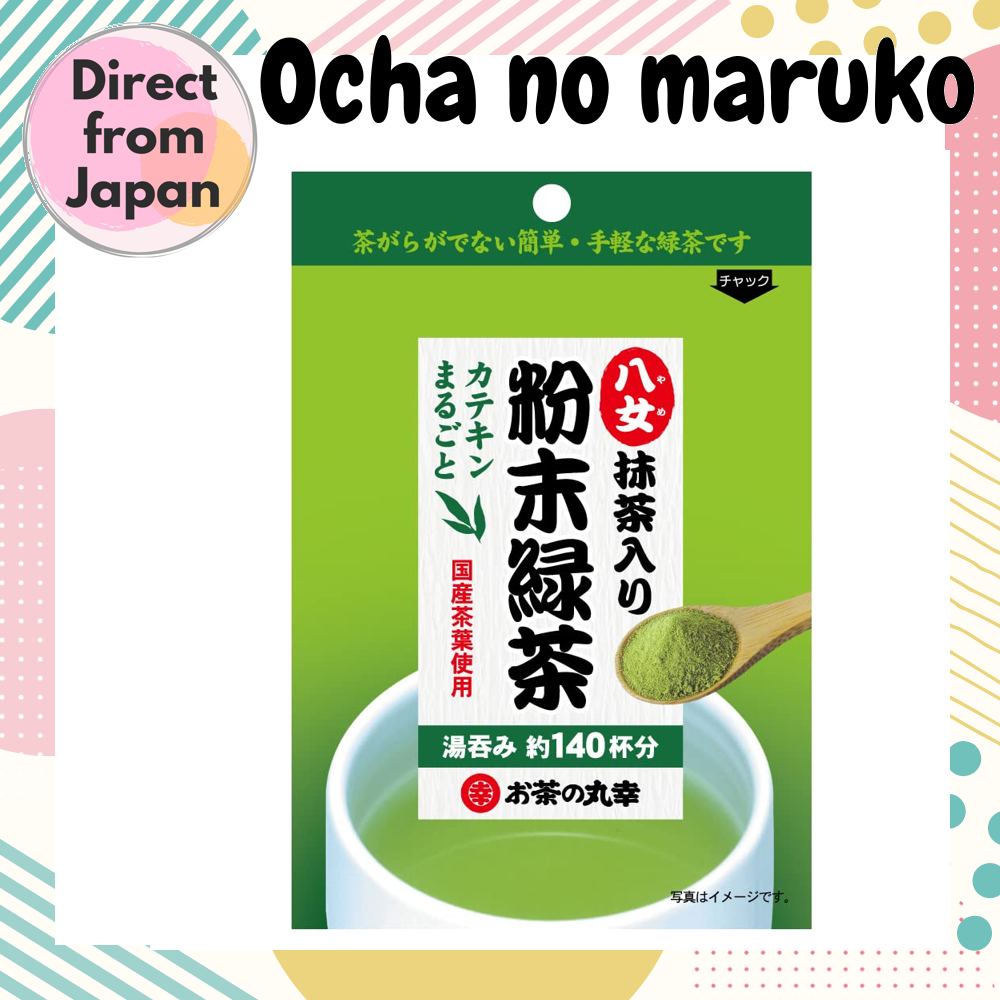 Direct
from
Japan
Ocha no maruko
茶がらがでない簡単・手軽な緑茶です
チャック
八女
やめ
抹茶入り
粉末緑茶
カテキン
まるごと
国産茶葉使用
湯呑み 約140杯分
幸 お茶の丸幸
写真はイメージです。